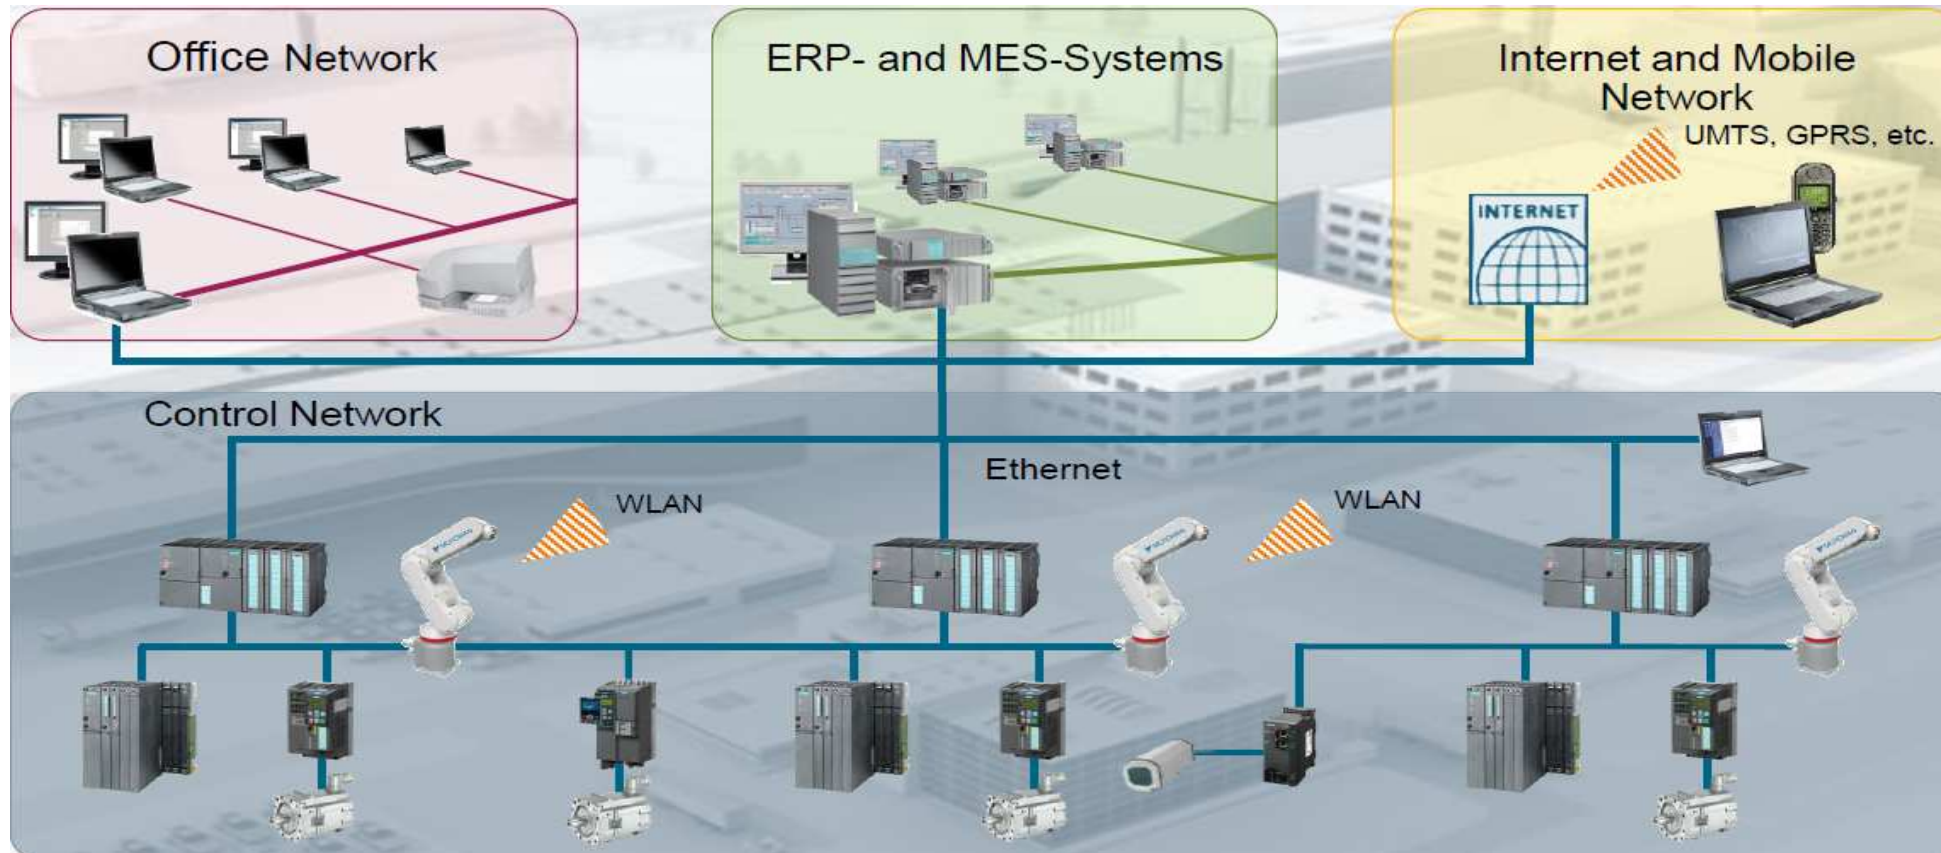 Office Network
ERP- and MES-Systems
Internet and Mobile
Network
UMTS, GPRS, etc.
INTERNET
Control Network
Ethernet
WLAN
WLAN